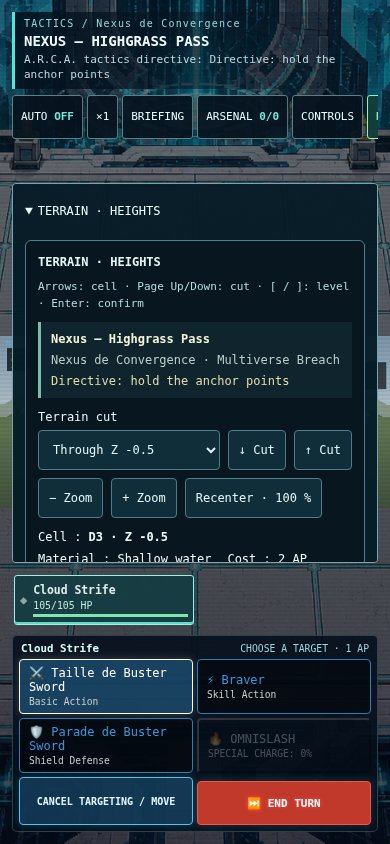 TACTICS / Nexus de Convergence
NEXUS — HIGHGRASS PASS
A.R.C.A. tactics directive: Directive: hold the
anchor points
AUTO OFF
×1
BRIEFING
ARSENAL 0/0
CONTROLS
▼ TERRAIN · HEIGHTS
TERRAIN · HEIGHTS
Arrows: cell · Page Up/Down: cut · [ / ]: level
· Enter: confirm
Nexus — Highgrass Pass
Nexus de Convergence · Multiverse Breach
Directive: hold the anchor points
Terrain cut
Through Z -0.5
↓ Cut
↑ Cut
− Zoom
+ Zoom
Recenter · 100 %
Cell : D3 · Z -0.5
Material : Shallow water  Cost : 2 AP
Cloud Strife
105/105 HP
Cloud Strife
CHOOSE A TARGET · 1 AP
⚔️ Taille de Buster
Sword
Basic Action
⚡ Braver
Skill Action
🛡️ Parade de Buster
Sword
Shield Defense
🔥 OMNISLASH
SPECIAL CHARGE: 0%
CANCEL TARGETING / MOVE
⏩ END TURN